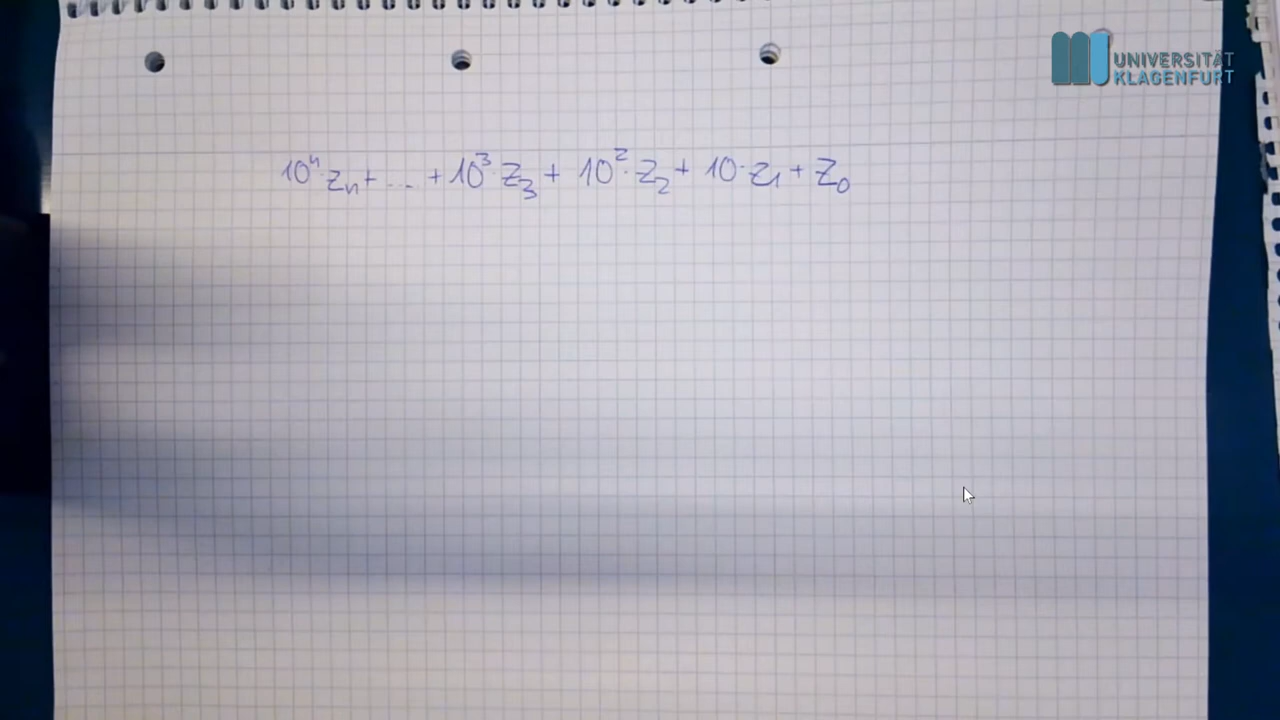 UNIVERSITÄT
KLAGENFURT
10ⁿ·zₙ + ... + 10³·z₃ + 10²·z₂ + 10·z₁ + z₀